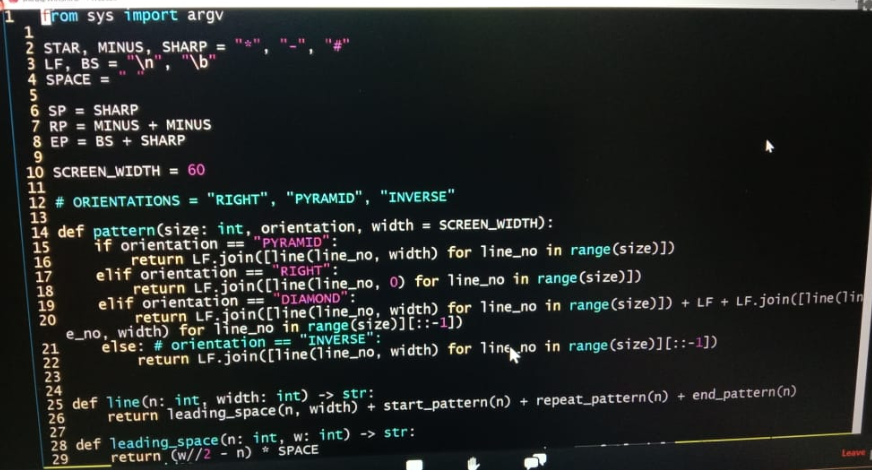 1 from sys import argv
1
2 STAR, MINUS, SHARP = "*", "-", "#"
3 LF, BS = "\n", "\b"
4 SPACE = " "
5
6 SP = SHARP
7 RP = MINUS + MINUS
8 EP = BS + SHARP
9
10 SCREEN_WIDTH = 60
11
12 # ORIENTATIONS = "RIGHT", "PYRAMID", "INVERSE"
13
14 def pattern(size: int, orientation, width = SCREEN_WIDTH):
15     if orientation == "PYRAMID":
16         return LF.join([line(line_no, width) for line_no in range(size)])
17     elif orientation == "RIGHT":
18         return LF.join([line(line_no, 0) for line_no in range(size)])
19     elif orientation == "DIAMOND":
20         return LF.join([line(line_no, width) for line_no in range(size)]) + LF + LF.join([line(lin
e_no, width) for line_no in range(size)][::-1])
21     else: # orientation == "INVERSE":
22         return LF.join([line(line_no, width) for line_no in range(size)][::-1])
23
24
25 def line(n: int, width: int) -> str:
26     return leading_space(n, width) + start_pattern(n) + repeat_pattern(n) + end_pattern(n)
27
28 def leading_space(n: int, w: int) -> str:
29     return (w//2 - n) * SPACE
Leave